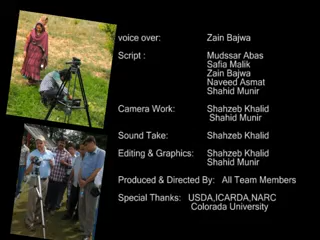 voice over: Zain Bajwa
Script : Mudssar Abas
Safia Malik
Zain Bajwa
Naveed Asmat
Shahid Munir
Camera Work: Shahzeb Khalid
Shahid Munir
Sound Take: Shahzeb Khalid
Editing & Graphics: Shahzeb Khalid
Shahid Munir
Produced & Directed By: All Team Members
Special Thanks: USDA,ICARDA,NARC
Colorada University